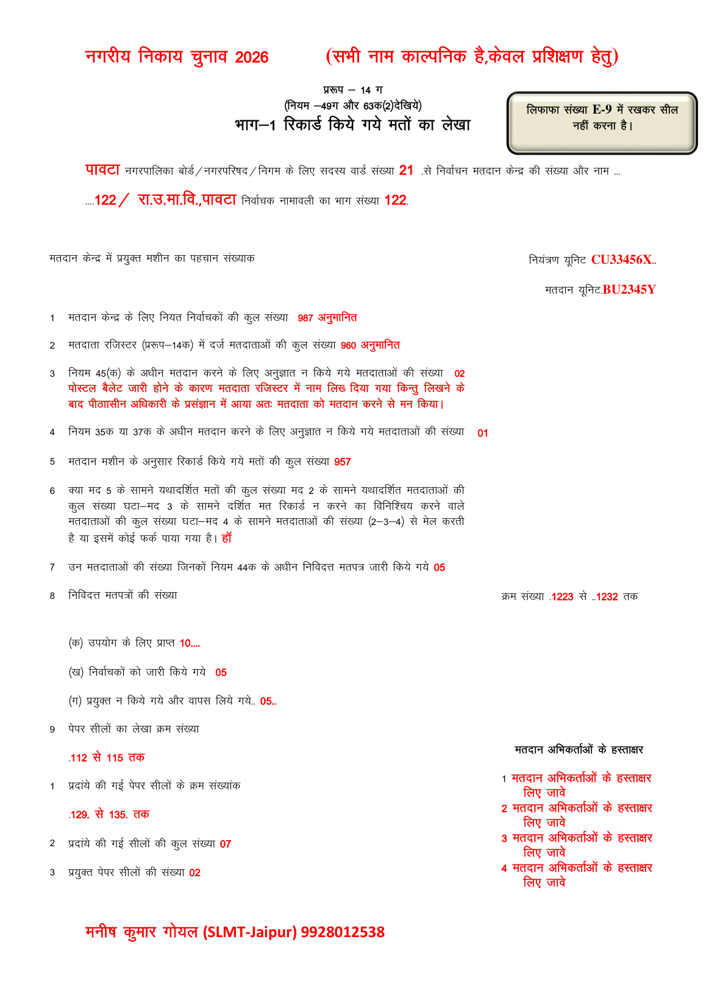 नगरीय निकाय चुनाव 2026 (सभी नाम काल्पनिक है,केवल प्रशिक्षण हेतु)
प्ररूप – 14 ग
(नियम –49ग और 63क(2)देखिये)
भाग–1 रिकार्ड किये गये मतों का लेखा
लिफाफा संख्या E-9 में रखकर सील
नहीं करना है।
पावटा नगरपालिका बोर्ड/नगरपरिषद/निगम के लिए सदस्य वार्ड संख्या 21 .से निर्वाचन मतदान केन्द्र की संख्या और नाम ...
....122/ रा.उ.मा.वि.,पावटा निर्वाचक नामावली का भाग संख्या 122.
मतदान केन्द्र में प्रयुक्त मशीन का पहचान संख्याक
नियंत्रण यूनिट CU33456X..
मतदान यूनिट.BU2345Y
1 मतदान केन्द्र के लिए नियत निर्वाचकों की कुल संख्या 987 अनुमानित
2 मतदाता रजिस्टर (प्ररूप–14क) में दर्ज मतदाताओं की कुल संख्या 960 अनुमानित
3 नियम 45(क) के अधीन मतदान करने के लिए अनुज्ञात न किये गये मतदाताओं की संख्या 02
पोस्टल बैलेट जारी होने के कारण मतदाता रजिस्टर में नाम लिख दिया गया किन्तु लिखने के
बाद पीठाासीन अधिकारी के प्रसंज्ञान में आया अतः मतदाता को मतदान करने से मन किया।
4 नियम 35क या 37क के अधीन मतदान करने के लिए अनुज्ञात न किये गये मतदाताओं की संख्या 01
5 मतदान मशीन के अनुसार रिकार्ड किये गये मतों की कुल संख्या 957
6 क्या मद 5 के सामने यथादर्शित मतों की कुल संख्या मद 2 के सामने यथादर्शित मतदाताओं की
कुल संख्या घटा–मद 3 के सामने दर्शित मत रिकार्ड न करने का विनिश्चिय करने वाले
मतदाताओं की कुल संख्या घटा–मद 4 के सामने मतदाताओं की संख्या (2–3–4) से मेल करती
है या इसमें कोई फर्क पाया गया है। हॉ
7 उन मतदाताओं की संख्या जिनकों नियम 44क के अधीन निविदत्त मतपत्र जारी किये गये 05
8 निविदत्त मतपत्रों की संख्या
क्रम संख्या .1223 से ..1232 तक
(क) उपयोग के लिए प्राप्त 10....
(ख) निर्वाचकों को जारी किये गये 05
(ग) प्रयुक्त न किये गये और वापस लिये गये.. 05..
9 पेपर सीलों का लेखा क्रम संख्या
.112 से 115 तक
1 प्रदांये की गई पेपर सीलों के क्रम संख्यांक
.129. से 135. तक
2 प्रदांये की गई सीलों की कुल संख्या 07
3 प्रयुक्त पेपर सीलों की संख्या 02
मतदान अभिकर्ताओं के हस्ताक्षर
1 मतदान अभिकर्ताओं के हस्ताक्षर
लिए जावे
2 मतदान अभिकर्ताओं के हस्ताक्षर
लिए जावे
3 मतदान अभिकर्ताओं के हस्ताक्षर
लिए जावे
4 मतदान अभिकर्ताओं के हस्ताक्षर
लिए जावे
मनीष कुमार गोयल (SLMT-Jaipur) 9928012538